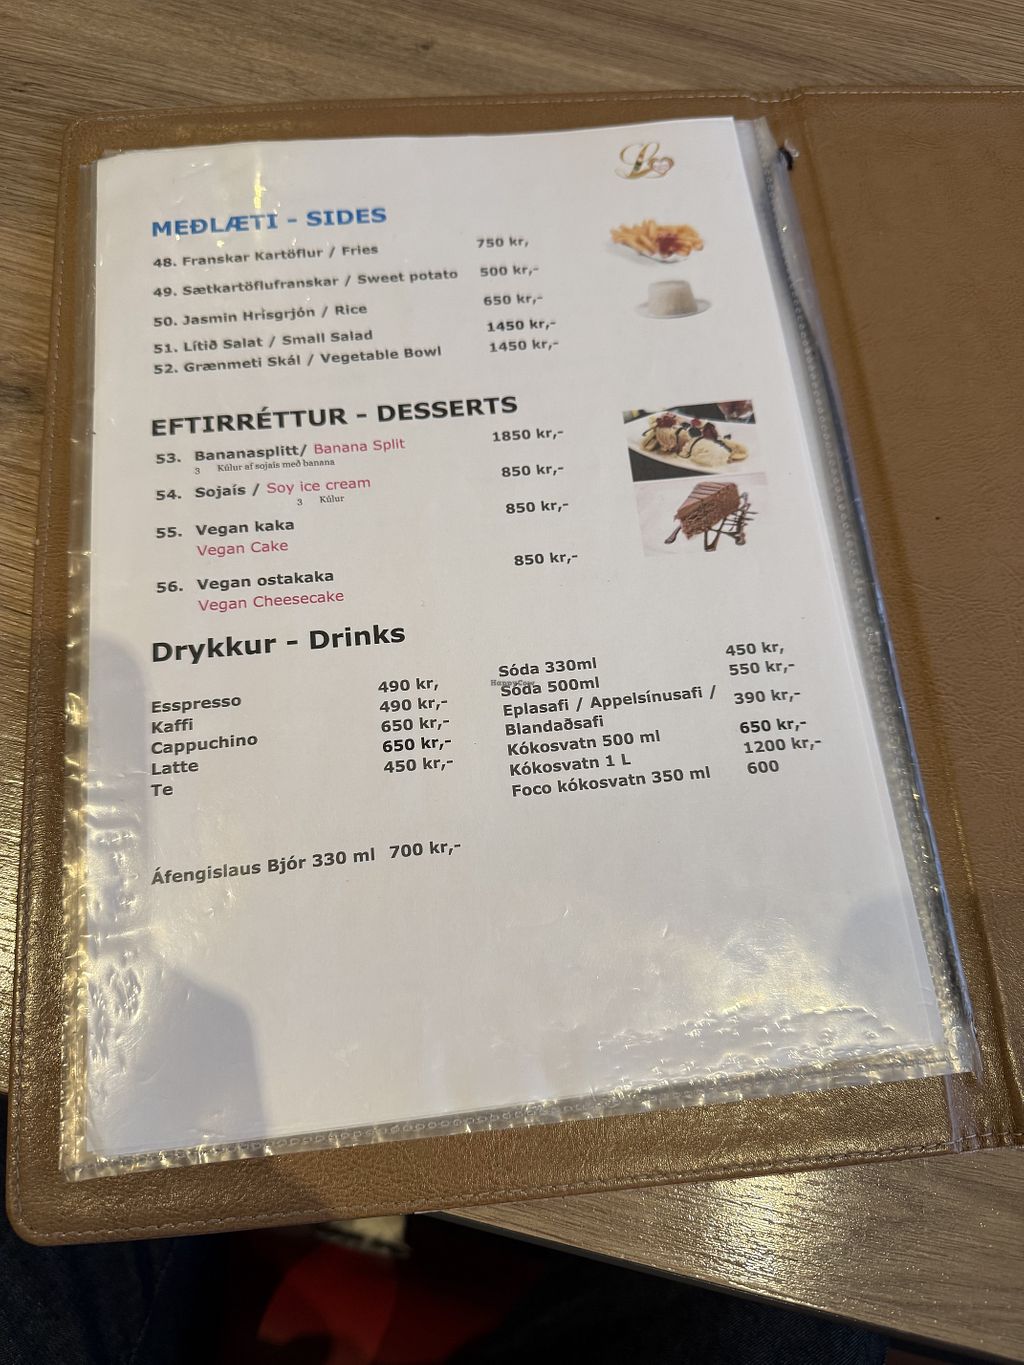 MEÐLÆTI - SIDES
48. Franskar Kartöflur / Fries 750 kr,
49. Sætkartöflufranskar / Sweet potato 500 kr,-
50. Jasmin Hrísgrjón / Rice 650 kr,-
51. Lítið Salat / Small Salad 1450 kr,-
52. Grænmeti Skál / Vegetable Bowl 1450 kr,-
EFTIRRÉTTUR - DESSERTS
53. Bananasplitt/ Banana Split 1850 kr,-
3 Kúlur af sojaís með banana
54. Sojaís / Soy ice cream 850 kr,-
3 Kúlur
55. Vegan kaka 850 kr,-
Vegan Cake
56. Vegan ostakaka 850 kr,-
Vegan Cheesecake
Drykkur - Drinks
Esspresso 490 kr,
Kaffi 490 kr,-
Cappuchino 650 kr,-
Latte 650 kr,-
Te 450 kr,-
Sóda 330ml 450 kr,
HappyCow
Sóda 500ml 550 kr,-
Eplasafi / Appelsínusafi / 390 kr,-
Blandaðsafi
Kókosvatn 500 ml 650 kr,-
Kókosvatn 1 L 1200 kr,-
Foco kókosvatn 350 ml 600
Áfengislaus Bjór 330 ml 700 kr,-